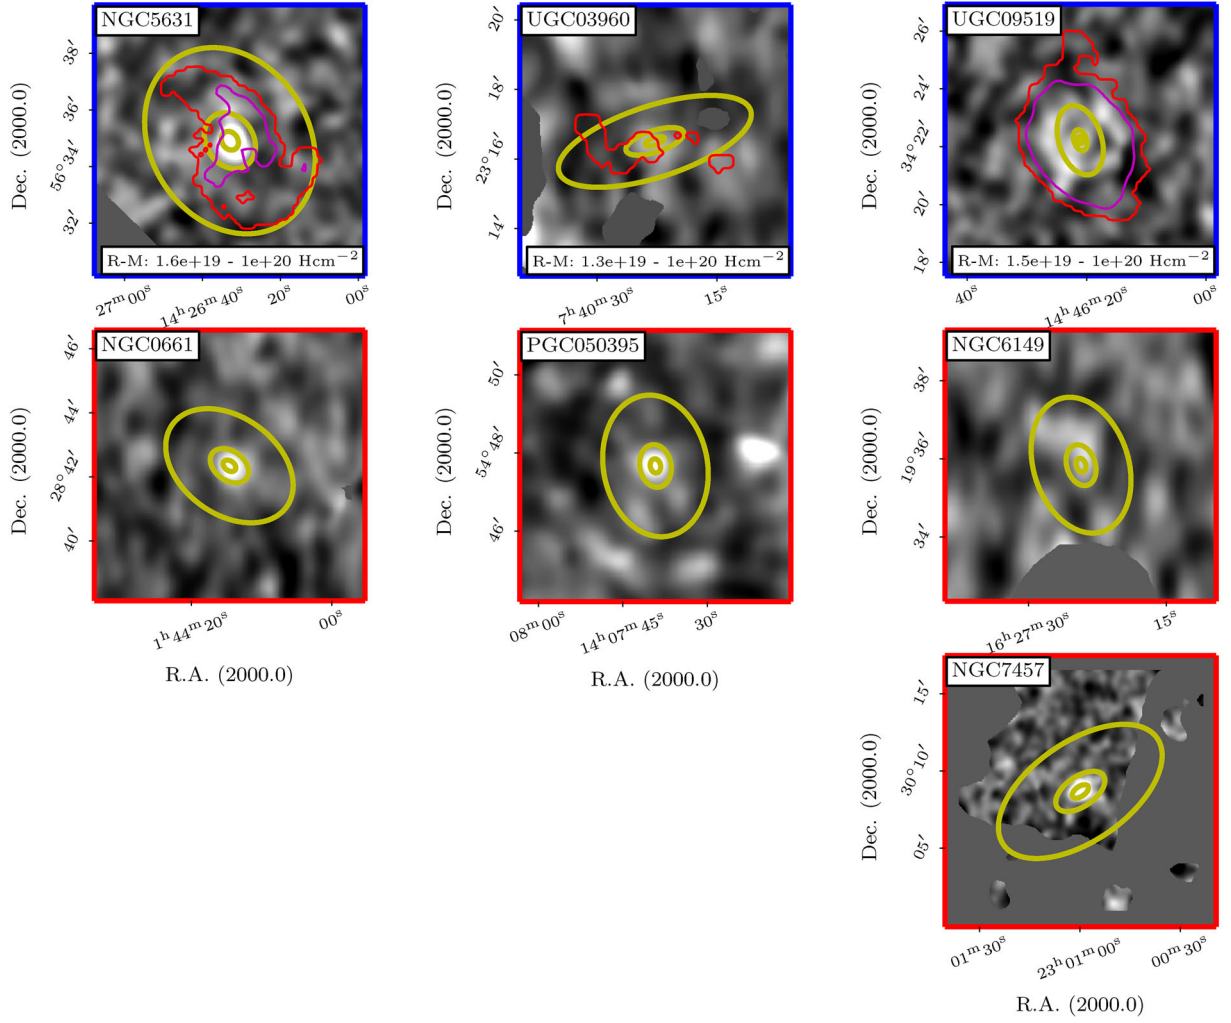 NGC5631
38′
36′
56°34′
32′
Dec. (2000.0)
R-M: 1.6e+19 - 1e+20 Hcm⁻²
27ᵐ00ˢ
14ʰ26ᵐ40ˢ
20ˢ
00ˢ
UGC03960
20′
18′
23°16′
14′
Dec. (2000.0)
R-M: 1.3e+19 - 1e+20 Hcm⁻²
7ʰ40ᵐ30ˢ
15ˢ
UGC09519
26′
24′
34°22′
20′
18′
Dec. (2000.0)
R-M: 1.5e+19 - 1e+20 Hcm⁻²
40ˢ
14ʰ46ᵐ20ˢ
00ˢ
NGC0661
46′
44′
28°42′
40′
Dec. (2000.0)
1ʰ44ᵐ20ˢ
00ˢ
R.A. (2000.0)
PGC050395
50′
54°48′
46′
Dec. (2000.0)
08ᵐ00ˢ
14ʰ07ᵐ45ˢ
30ˢ
R.A. (2000.0)
NGC6149
38′
19°36′
34′
Dec. (2000.0)
16ʰ27ᵐ30ˢ
15ˢ
NGC7457
15′
30°10′
05′
Dec. (2000.0)
01ᵐ30ˢ
23ʰ01ᵐ00ˢ
00ᵐ30ˢ
R.A. (2000.0)